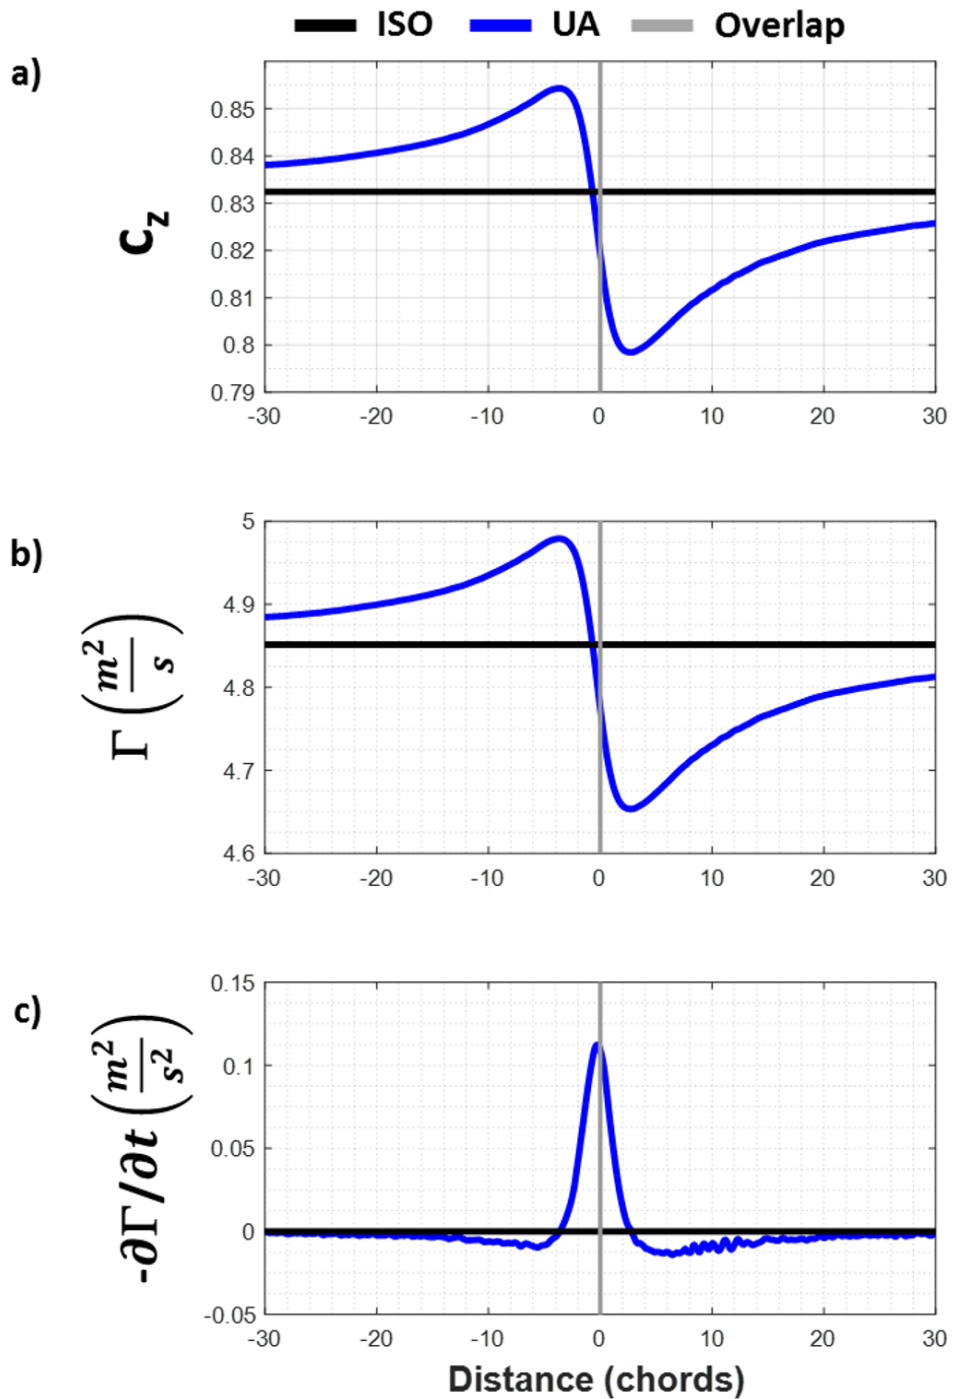 ISO UA Overlap
a)
0.85
0.84
0.83
0.82
0.81
0.8
0.79
c_z
-30 -20 -10 0 10 20 30
b)
5
4.9
4.8
4.7
4.6
Γ (m²/s)
-30 -20 -10 0 10 20 30
c)
0.15
0.1
0.05
0
-0.05
-∂Γ/∂t (m²/s²)
-30 -20 -10 0 10 20 30
Distance (chords)